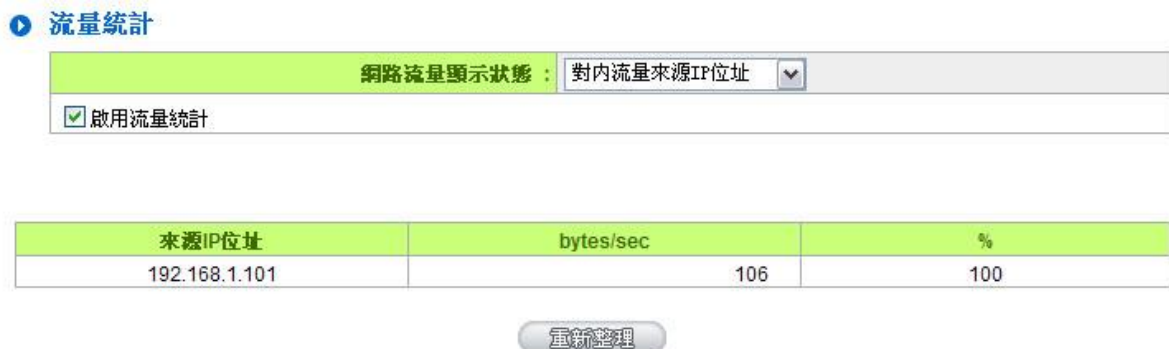 流量統計
網路流量顯示狀態： 對内流量來源IP位址
啟用流量統計
來源IP位址 bytes/sec %
192.168.1.101 106 100
重新整理